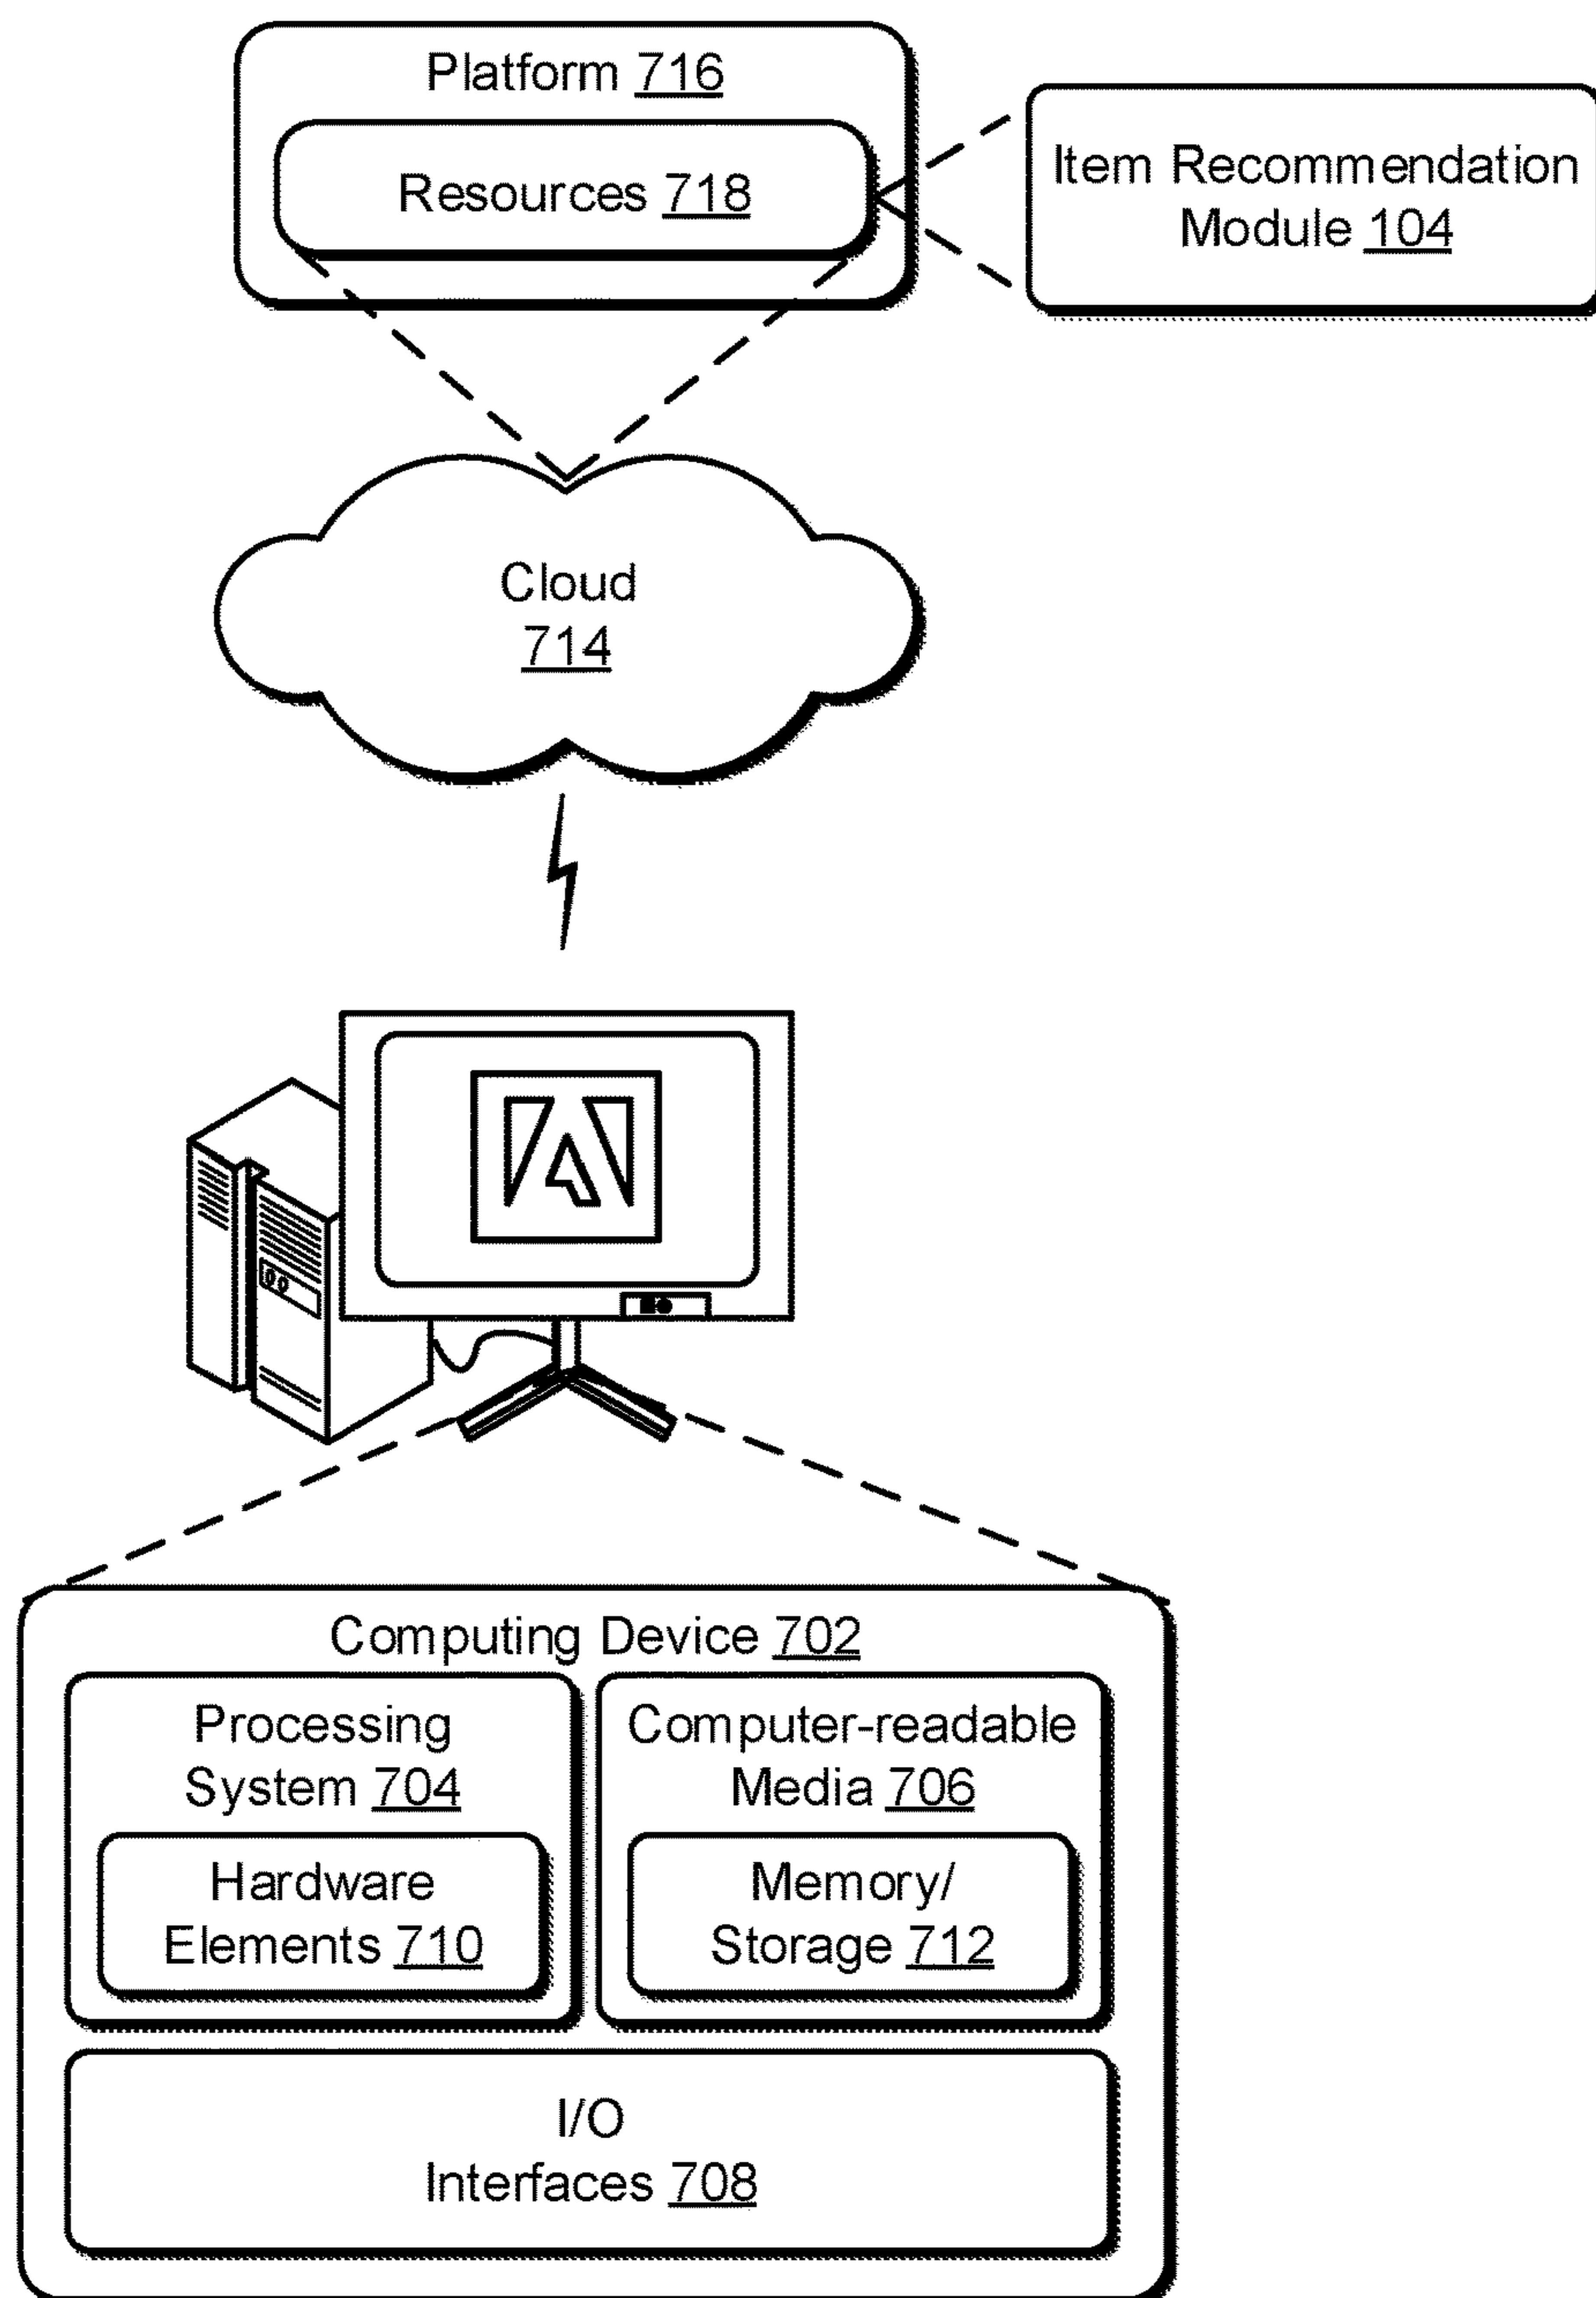 Platform 716
Resources 718
Item Recommendation
Module 104
Cloud
714
Computing Device 702
Processing
System 704
Hardware
Elements 710
Computer-readable
Media 706
Memory/
Storage 712
I/O
Interfaces 708